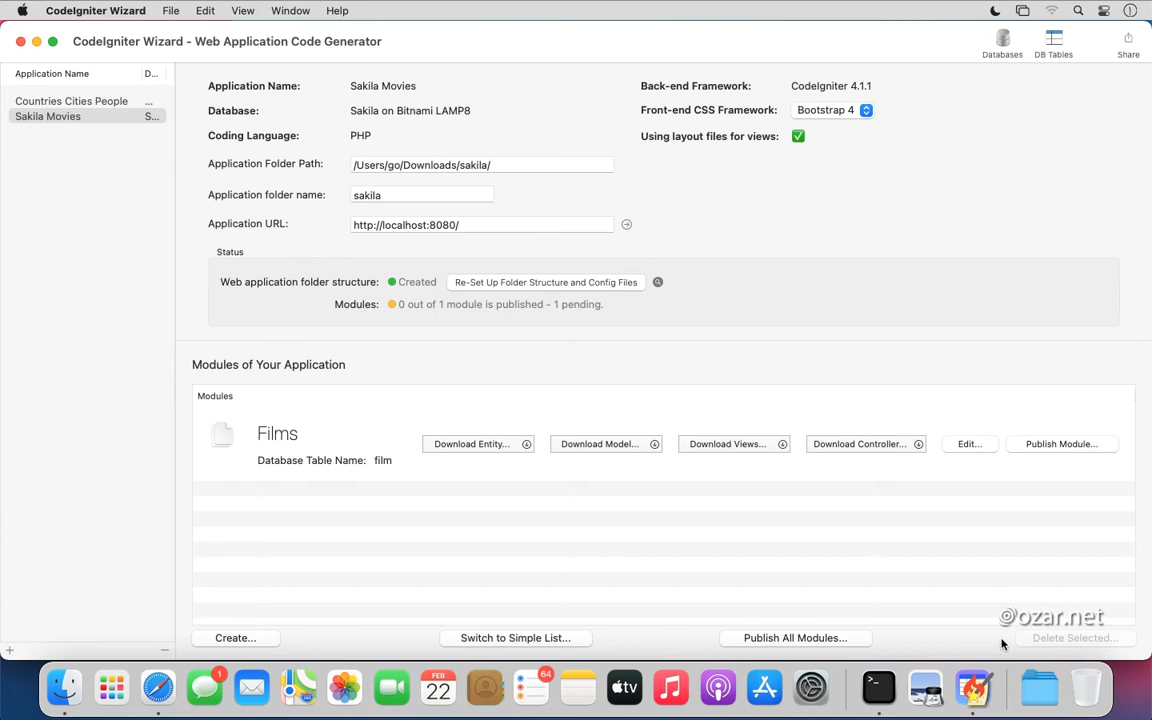 CodeIgniter Wizard File Edit View Window Help
CodeIgniter Wizard - Web Application Code Generator
Databases DB Tables Share
Application Name D...
Countries Cities People ...
Sakila Movies S...
Application Name: Sakila Movies Back-end Framework: CodeIgniter 4.1.1
Database: Sakila on Bitnami LAMP8 Front-end CSS Framework: Bootstrap 4
Coding Language: PHP Using layout files for views:
Application Folder Path: /Users/go/Downloads/sakila/
Application folder name: sakila
Application URL: http://localhost:8080/
Status
Web application folder structure: Created Re-Set Up Folder Structure and Config Files
Modules: 0 out of 1 module is published - 1 pending.
Modules of Your Application
Modules
Films Download Entity... Download Model... Download Views... Download Controller... Edit... Publish Module...
Database Table Name: film
@ozar.net
Create... Switch to Simple List... Publish All Modules... Delete Selected...
1 FEB 64
22 tv